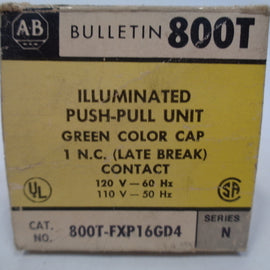 A-B BULLETIN 800T
ILLUMINATED
PUSH-PULL UNIT
GREEN COLOR CAP
1 N.C. (LATE BREAK)
CONTACT
120 V—60 Hz
110 V—50 Hz
UL
SA
CAT. NO. 800T-FXP16GD4
SERIES N